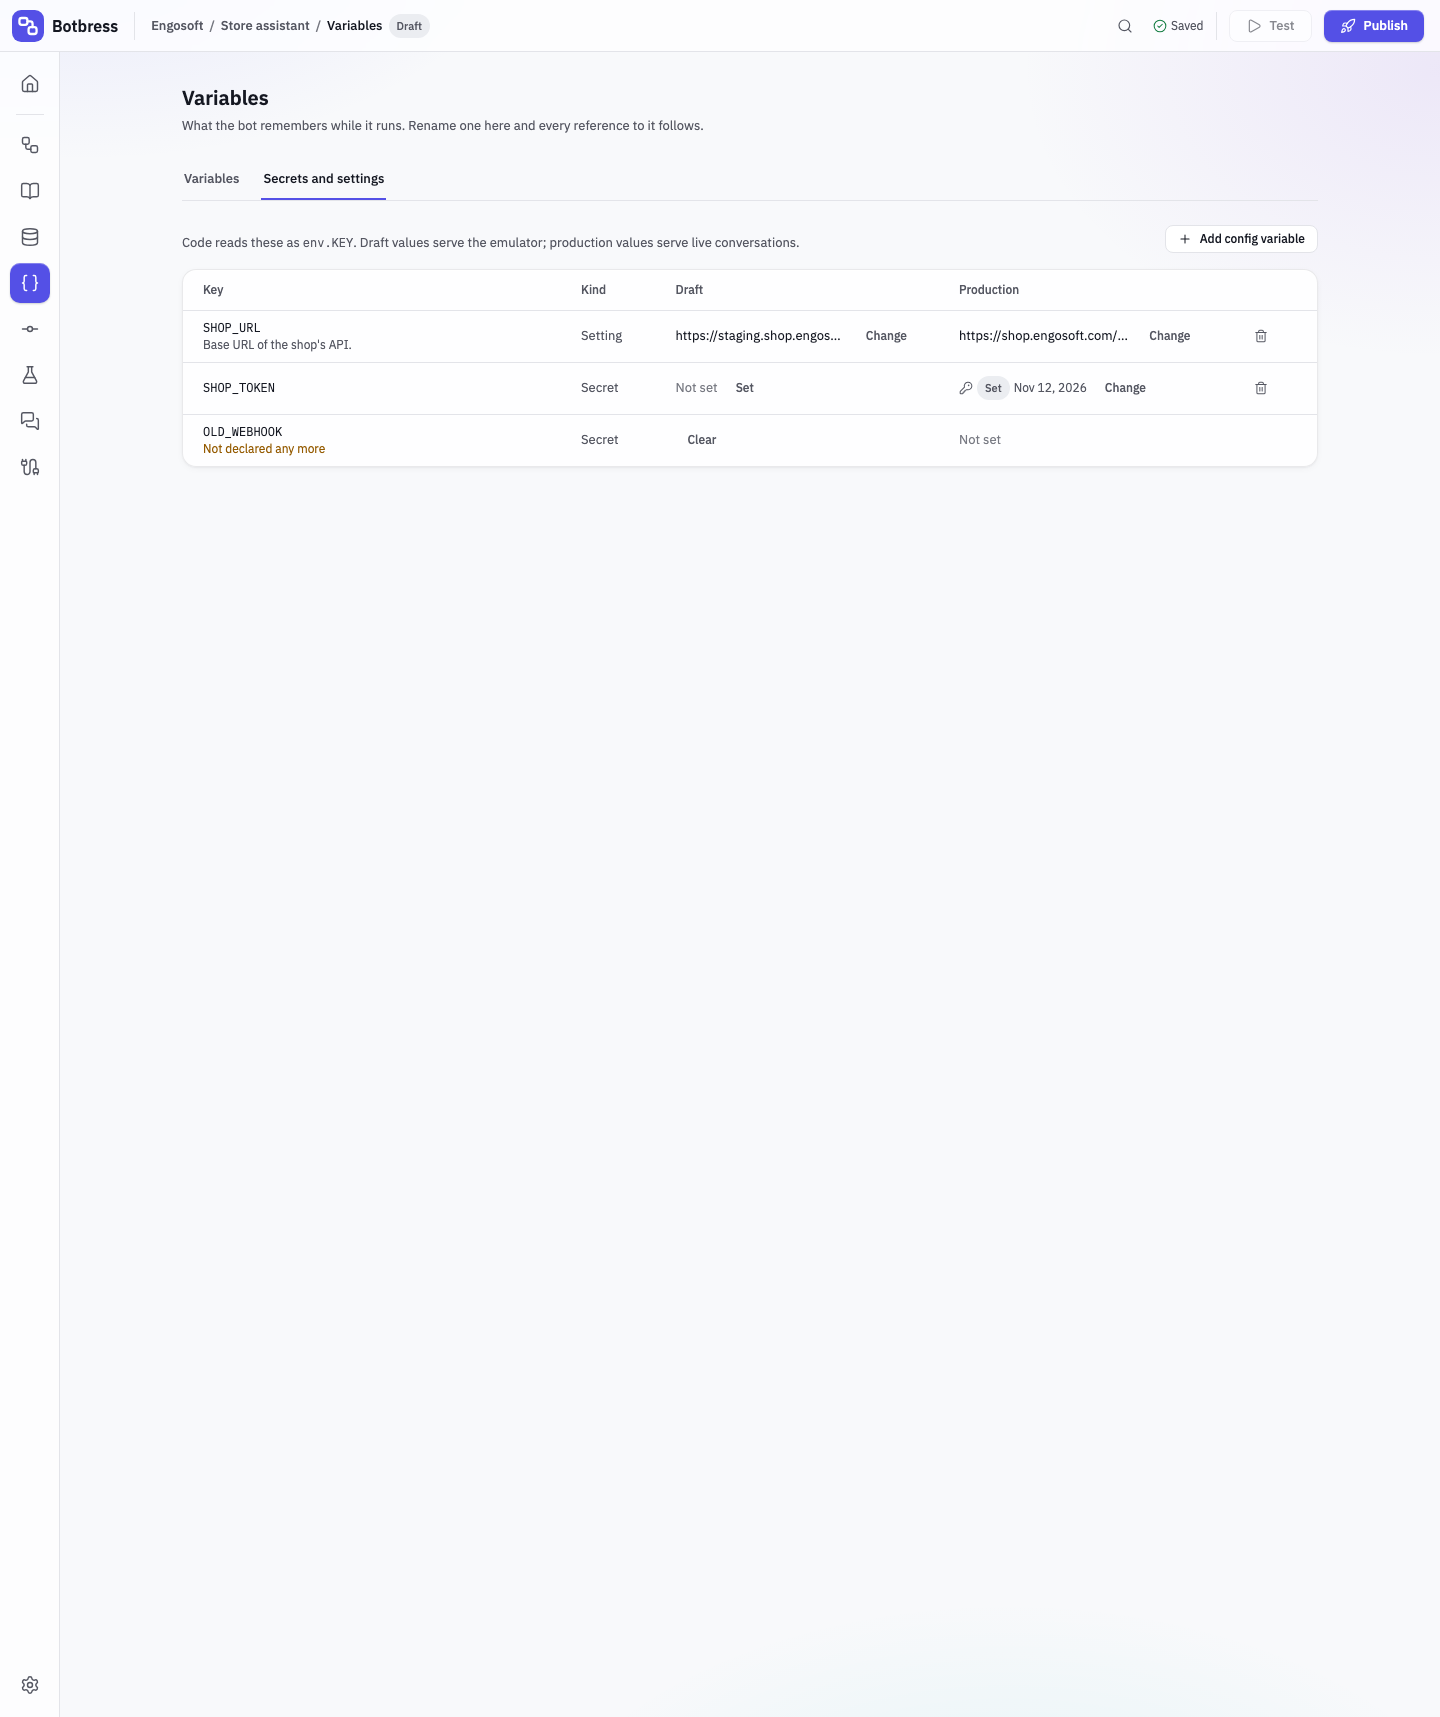 Botbress
Engosoft / Store assistant / Variables Draft
Saved
Test
Publish
Variables
What the bot remembers while it runs. Rename one here and every reference to it follows.
Variables
Secrets and settings
Code reads these as env.KEY. Draft values serve the emulator; production values serve live conversations.
Add config variable
Key Kind Draft Production
SHOP_URL
Base URL of the shop's API.
Setting
https://staging.shop.engos... Change
https://shop.engosoft.com/... Change
SHOP_TOKEN
Secret
Not set Set
Set Nov 12, 2026 Change
OLD_WEBHOOK
Not declared any more
Secret
Clear
Not set